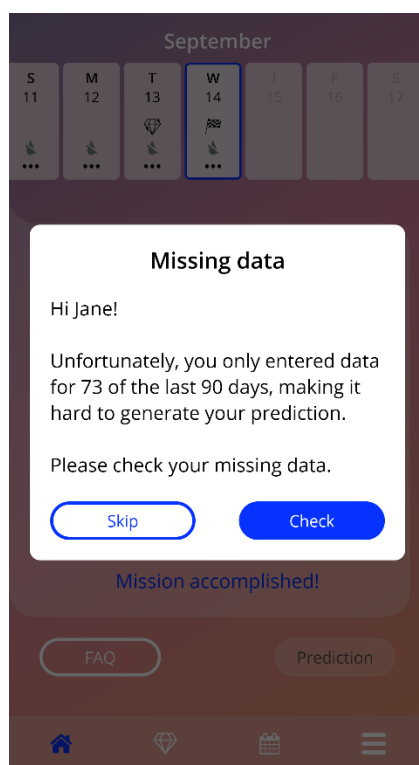 September
S M T W T F S
11 12 13 14 15 16 17
Missing data
Hi Jane!
Unfortunately, you only entered data
for 73 of the last 90 days, making it
hard to generate your prediction.
Please check your missing data.
Skip Check
Mission accomplished!
FAQ Prediction